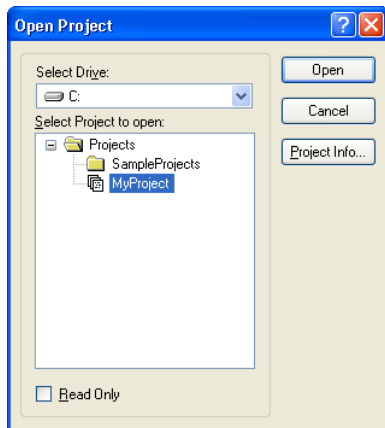 Open Project
Select Drive:
C:
Select Project to open:
Projects
SampleProjects
MyProject
Read Only
Open
Cancel
Project Info...